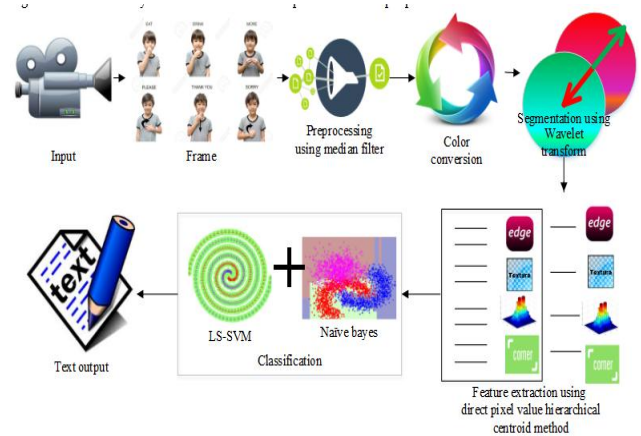 EAT
DRINK
MORE
PLEASE
THANK YOU
SORRY
Input
Frame
Preprocessing
using median filter
Color
conversion
Segmentation using
Wavelet
transform
edge
edge
Texture
corner
corner
text
LS-SVM
Naïve bayes
Classification
Text output
Feature extraction using
direct pixel value hierarchical
centroid method